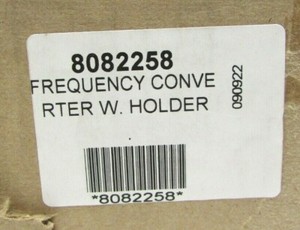 8082258
FREQUENCY CONVE
RTER W. HOLDER
090922
*8082258*